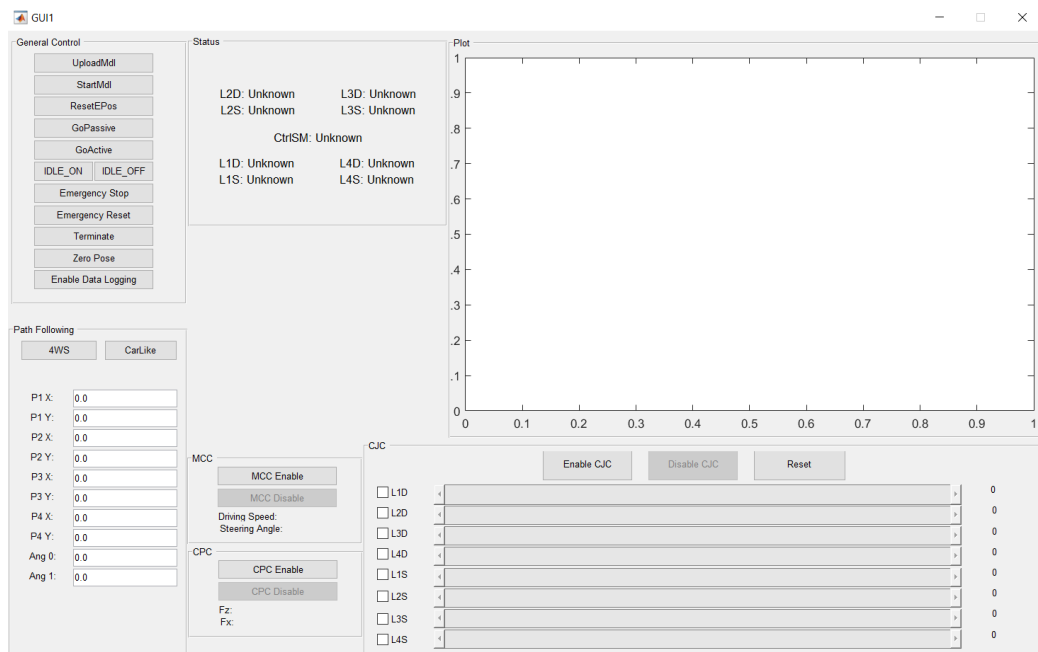 GUI1
General Control
UploadMdl
StartMdl
ResetEPos
GoPassive
GoActive
IDLE_ON IDLE_OFF
Emergency Stop
Emergency Reset
Terminate
Zero Pose
Enable Data Logging
Status
L2D: Unknown L3D: Unknown
L2S: Unknown L3S: Unknown
CtrlSM: Unknown
L1D: Unknown L4D: Unknown
L1S: Unknown L4S: Unknown
Plot
1
.9
.8
.7
.6
.5
.4
.3
.2
.1
0
0 0.1 0.2 0.3 0.4 0.5 0.6 0.7 0.8 0.9 1
Path Following
4WS CarLike
P1 X: 0.0
P1 Y: 0.0
P2 X: 0.0
P2 Y: 0.0
P3 X: 0.0
P3 Y: 0.0
P4 X: 0.0
P4 Y: 0.0
Ang 0: 0.0
Ang 1: 0.0
MCC
MCC Enable
MCC Disable
Driving Speed:
Steering Angle:
CPC
CPC Enable
CPC Disable
Fz:
Fx:
CJC
Enable CJC Disable CJC Reset
L1D 0
L2D 0
L3D 0
L4D 0
L1S 0
L2S 0
L3S 0
L4S 0